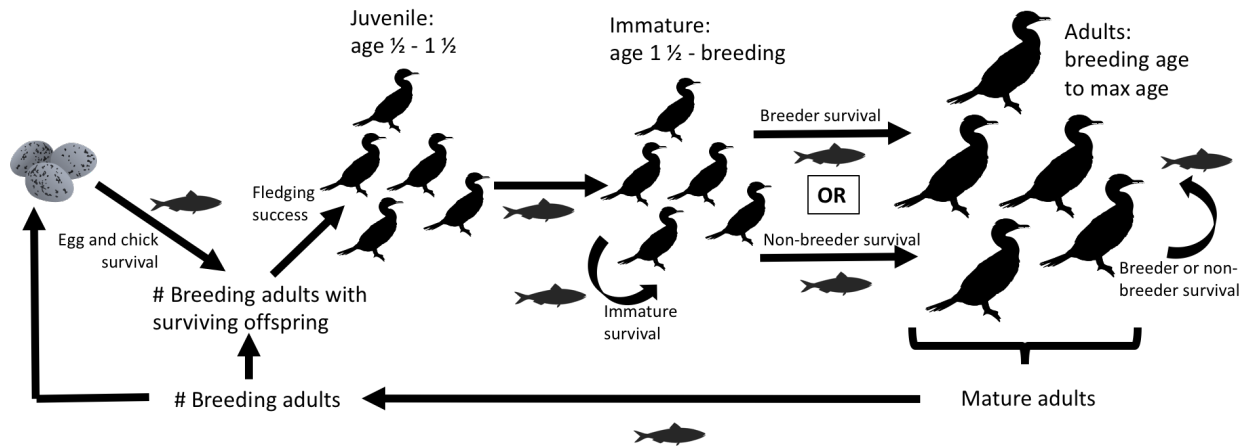 Juvenile:
age ½ - 1 ½
Immature:
age 1 ½ - breeding
Adults:
breeding age
to max age
Breeder survival
OR
Fledging
success
Egg and chick
survival
Non-breeder survival
Breeder or non-
breeder survival
# Breeding adults with
surviving offspring
Immature
survival
# Breeding adults
Mature adults